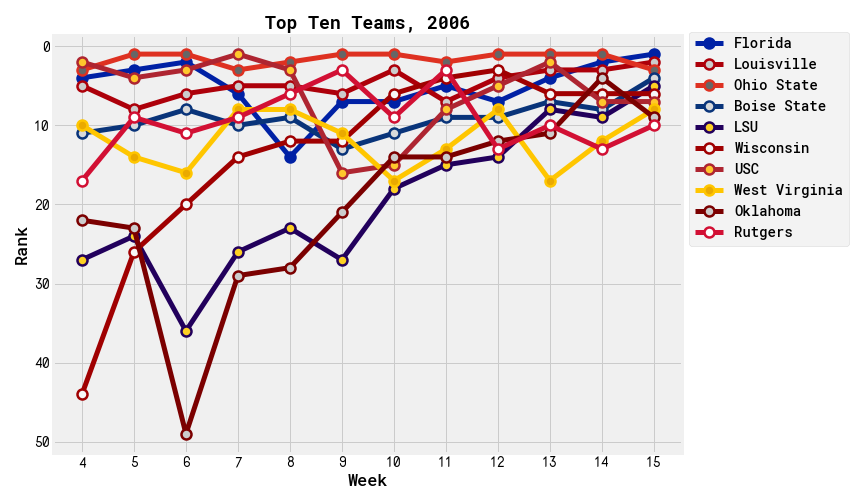 Top Ten Teams, 2006
0
10
20
30
40
50
Rank
4 5 6 7 8 9 10 11 12 13 14 15
Week
Florida
Louisville
Ohio State
Boise State
LSU
Wisconsin
USC
West Virginia
Oklahoma
Rutgers